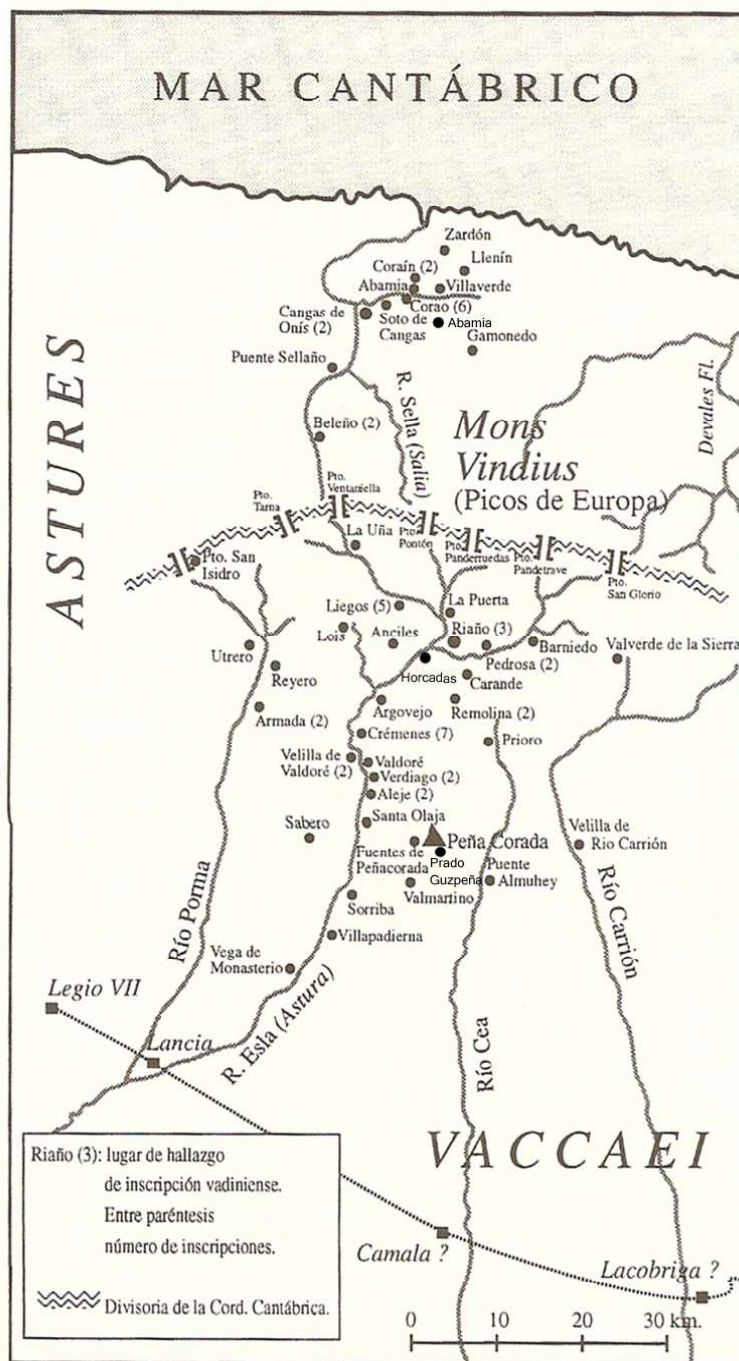 MAR CANTÁBRICO
Zardón
Llenín
Coraín (2)
Abamia
Villaverde
Cangas de
Onís (2)
Soto de
Cangas
Corao (6)
Abamia
Gamonedo
Puente Sellaño
ASTURES
Beleño (2)
R. Sella (Salia)
Mons
Vindius
(Picos de Europa)
Devales Fl.
Pto.
Tarna
Pto.
Ventaniella
Pto.
Pontón
Pto.
Panderruedas
Pto.
Pandetrave
Pto.
San Glorio
Pto. San
Isidro
La Uña
Liegos (5)
La Puerta
Lois
Anciles
Riaño (3)
Pedrosa (2)
Barniedo
Valverde de la Sierra
Utrero
Reyero
Horcadas
Carande
Armada (2)
Argovejo
Remolina (2)
Crémenes (7)
Prioro
Velilla de
Valdoré (2)
Valdoré
Verdiago (2)
Aleje (2)
Santa Olaja
Sabero
Peña Corada
Fuentes de
Peñacorada
Prado
Guzpeña
Puente
Almuhey
Velilla de
Rio Carrión
Valmartino
Sorriba
Río Porma
Río Carrión
Villapadierna
Vega de
Monasterio
Legio VII
Lancia
R. Esla (Astura)
Río Cea
VACCAEI
Riaño (3): lugar de hallazgo
de inscripción vadiniense.
Entre paréntesis
número de inscripciones.
Divisoria de la Cord. Cantábrica.
Camala ?
Lacobriga ?
0 10 20 30 km.